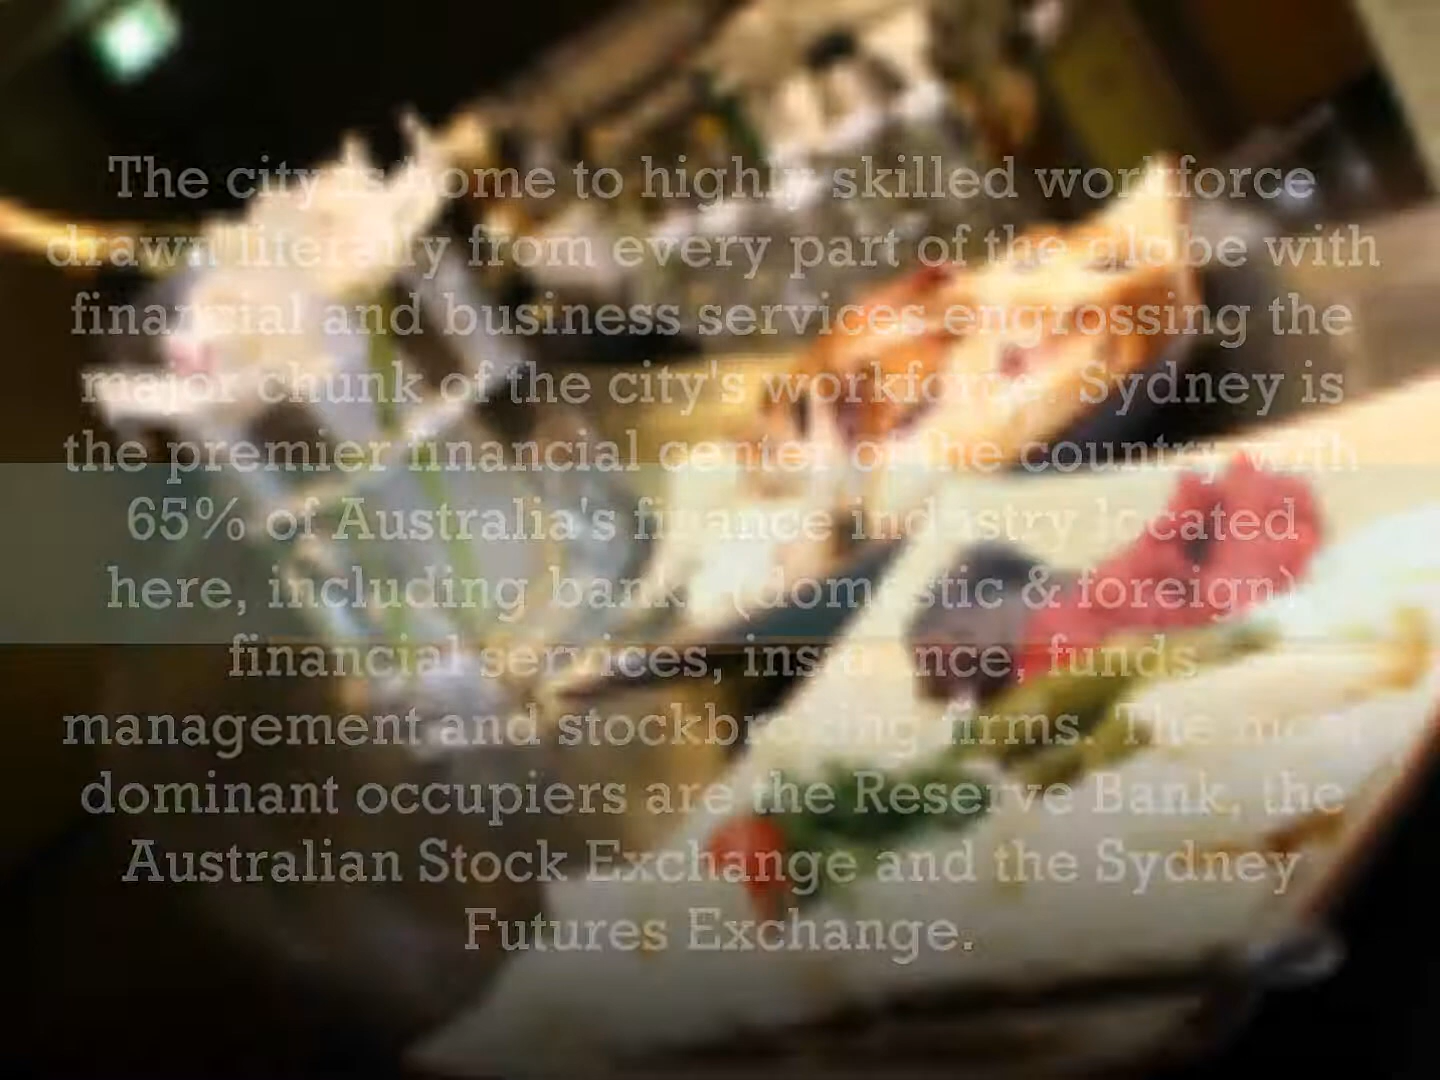 The city is home to highly skilled workforce
drawn literally from every part of the globe with
financial and business services engrossing the
major chunk of the city's workforce. Sydney is
the premier financial center of the country with
65% of Australia's finance industry located
here, including banks (domestic & foreign)
financial services, insurance, funds
management and stockbroking firms. The most
dominant occupiers are the Reserve Bank, the
Australian Stock Exchange and the Sydney
Futures Exchange.